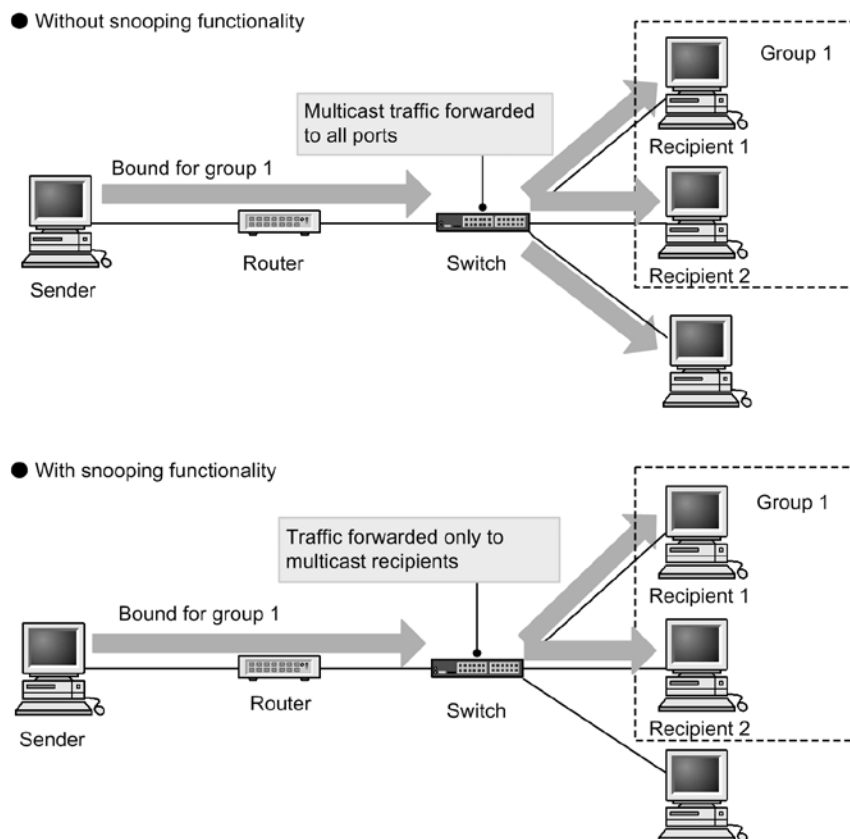 ● Without snooping functionality
Group 1
Multicast traffic forwarded
to all ports
Bound for group 1
Recipient 1
Sender
Router
Switch
Recipient 2
● With snooping functionality
Group 1
Traffic forwarded only to
multicast recipients
Bound for group 1
Recipient 1
Sender
Router
Switch
Recipient 2